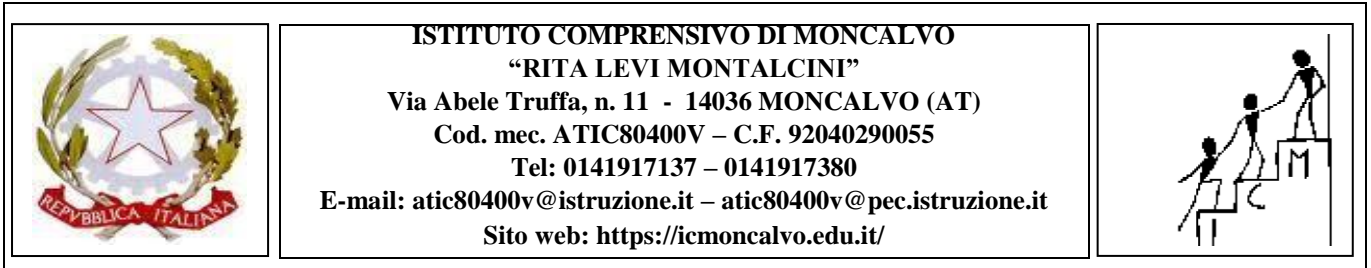 REPVBBLICA ITALIANA
ISTITUTO COMPRENSIVO DI MONCALVO
“RITA LEVI MONTALCINI”
Via Abele Truffa, n. 11 - 14036 MONCALVO (AT)
Cod. mec. ATIC80400V – C.F. 92040290055
Tel: 0141917137 – 0141917380
E-mail: atic80400v@istruzione.it – atic80400v@pec.istruzione.it
Sito web: https://icmoncalvo.edu.it/
I C M